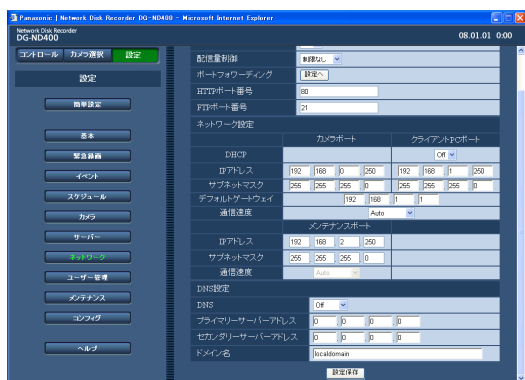 Panasonic | Network Disk Recorder DG-ND400 - Microsoft Internet Explorer
Network Disk Recorder
DG-ND400
08.01.01 0:00
コントロール カメラ選択 設定
設定
簡単設定
基本
緊急録画
イベント
スケジュール
カメラ
サーバー
ネットワーク
ユーザー管理
メンテナンス
コンフィグ
ヘルプ
配信量制御 制限なし
ポートフォワーディング 設定へ
HTTPポート番号 80
FTPポート番号 21
ネットワーク設定
カメラポート クライアントPCポート
DHCP Off
IPアドレス 192 168 0 250 192 168 1 250
サブネットマスク 255 255 255 0 255 255 255 0
デフォルトゲートウェイ 192 168 1 1
通信速度 Auto
メンテナンスポート
IPアドレス 192 168 2 250
サブネットマスク 255 255 255 0
通信速度 Auto
DNS設定
DNS Off
プライマリーサーバーアドレス 0 0 0 0
セカンダリーサーバーアドレス 0 0 0 0
ドメイン名 localdomain
設定保存